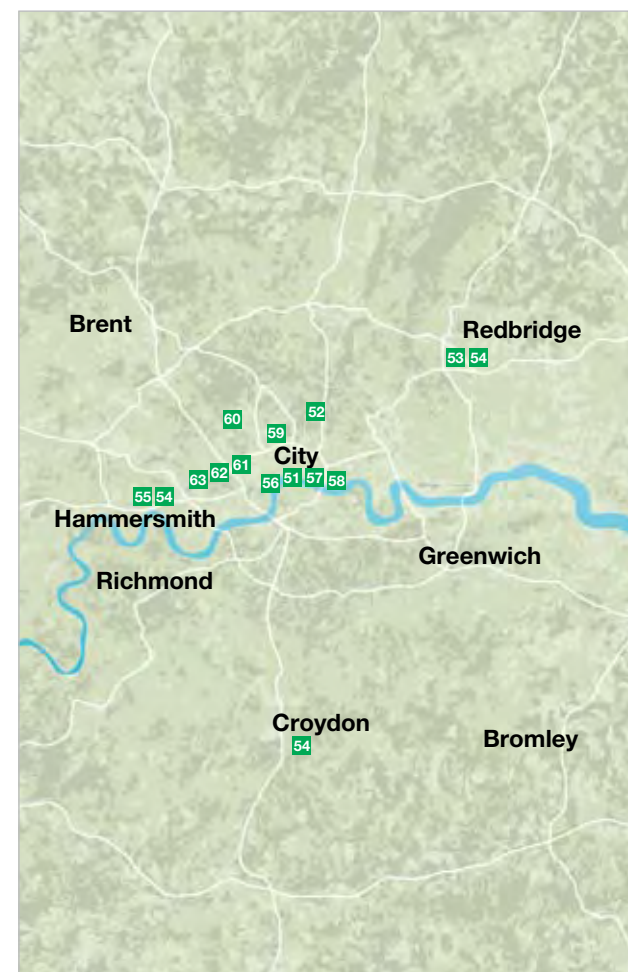 Brent
Redbridge
53 54
52
60
59
City
61
62
63
56 51 57 58
55 54
Hammersmith
Greenwich
Richmond
Croydon
Bromley
54